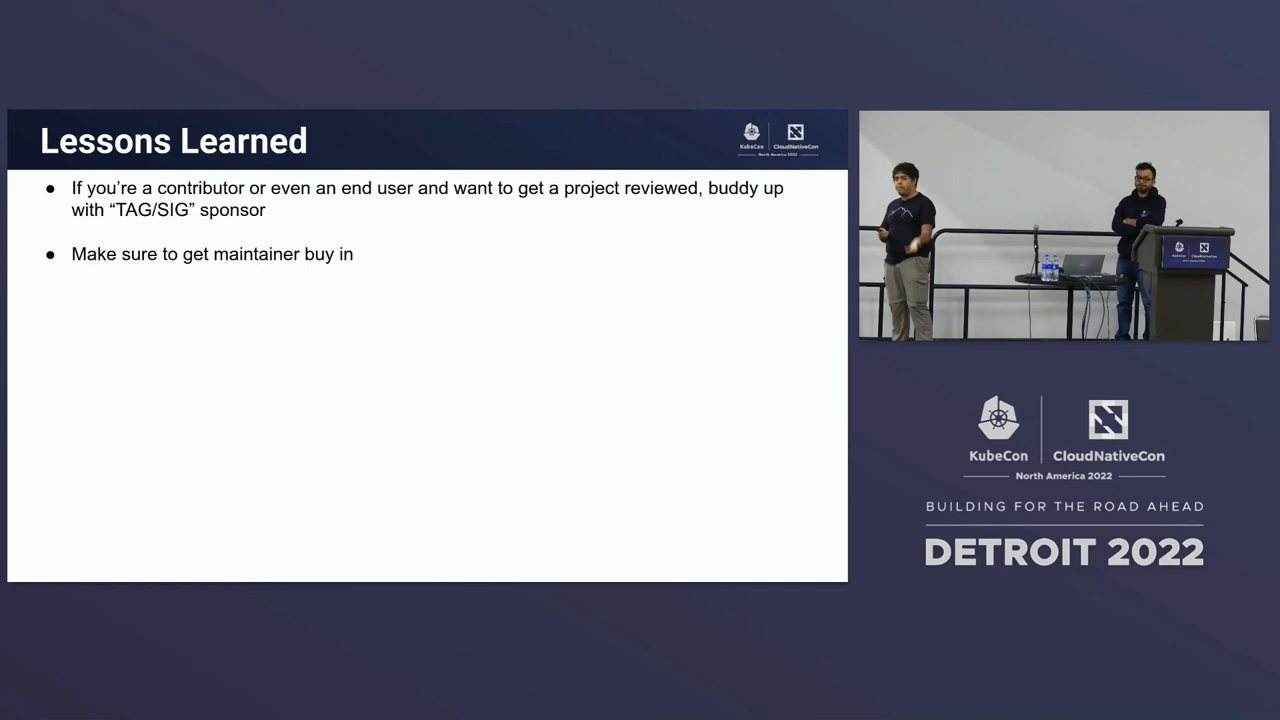 Lessons Learned
KubeCon
CloudNativeCon
North America 2022
● If you’re a contributor or even an end user and want to get a project reviewed, buddy up
with “TAG/SIG” sponsor
● Make sure to get maintainer buy in
KubeCon
CloudNativeCon
KubeCon
CloudNativeCon
North America 2022
BUILDING FOR THE ROAD AHEAD
DETROIT 2022